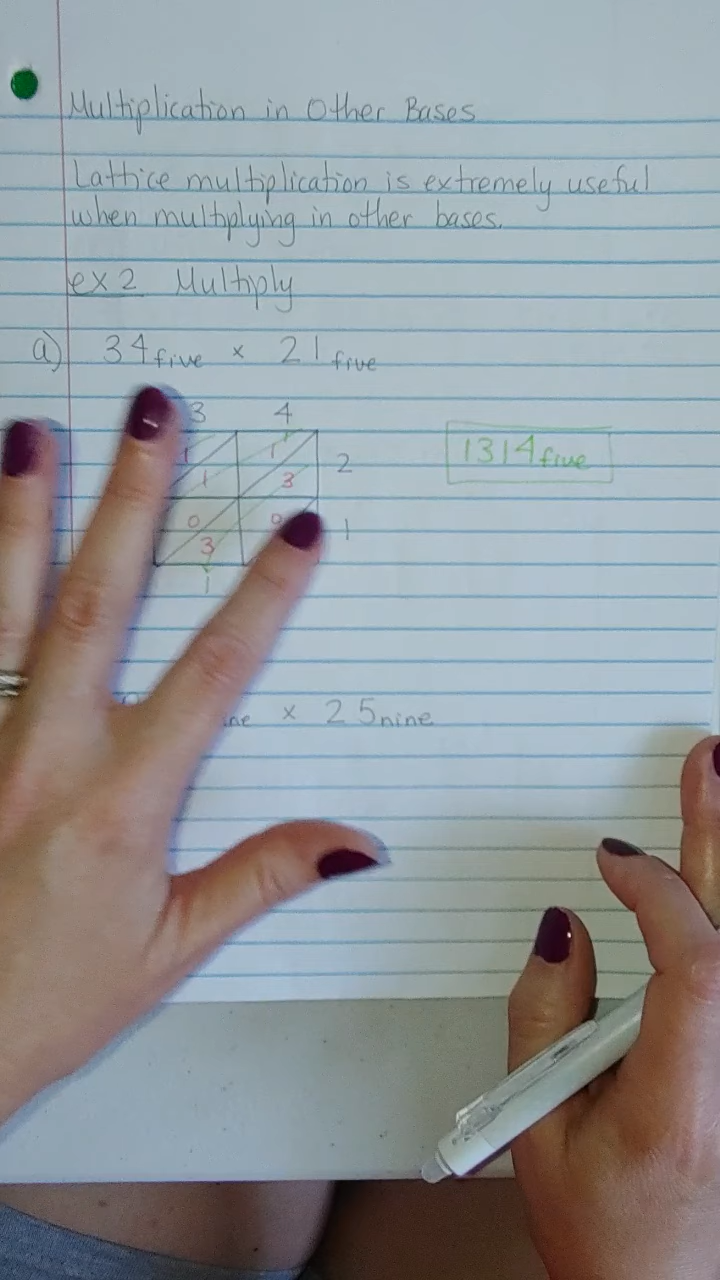 Multiplication in Other Bases
Lattice multiplication is extremely useful
when multiplying in other bases.
ex 2 Multiply
a) 34five × 21five
3 4
1 1 2
1 3
0 0 1
3
1
1314five
ine × 25nine